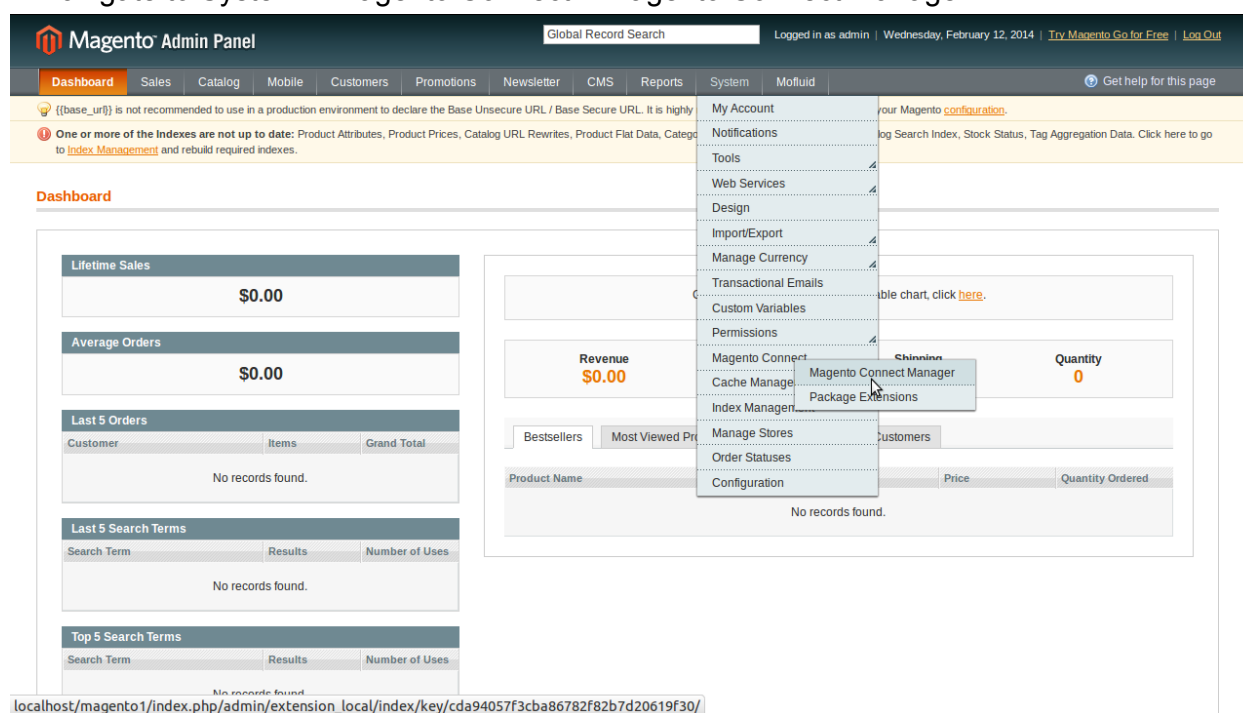 Magento Admin Panel
Global Record Search
Logged in as admin | Wednesday, February 12, 2014 | Try Magento Go for Free | Log Out
Dashboard Sales Catalog Mobile Customers Promotions Newsletter CMS Reports System Mofluid
Get help for this page
{{base_url}} is not recommended to use in a production environment to declare the Base Unsecure URL / Base Secure URL. It is highly your Magento configuration.
One or more of the Indexes are not up to date: Product Attributes, Product Prices, Catalog URL Rewrites, Product Flat Data, Search Index, Stock Status, Tag Aggregation Data. Click here to go
to Index Management and rebuild required indexes.
My Account
Notifications
Tools
Web Services
Design
Import/Export
Manage Currency
Transactional Emails
Custom Variables
Permissions
Magento Connect
Cache
Index
Manage Stores
Order Statuses
Configuration
Magento Connect Manager
Package Extensions
Dashboard
Lifetime Sales
$0.00
Average Orders
$0.00
Last 5 Orders
Customer Items Grand Total
No records found.
Last 5 Search Terms
Search Term Results Number of Uses
No records found.
Top 5 Search Terms
Search Term Results Number of Uses
No records found.
chart, click here.
Revenue Shipping Quantity
$0.00 0
Bestsellers Most Viewed Customers
Product Name Price Quantity Ordered
No records found.
localhost/magento1/index.php/admin/extension_local/index/key/cda94057f3cba86782f82b7d20619f30/